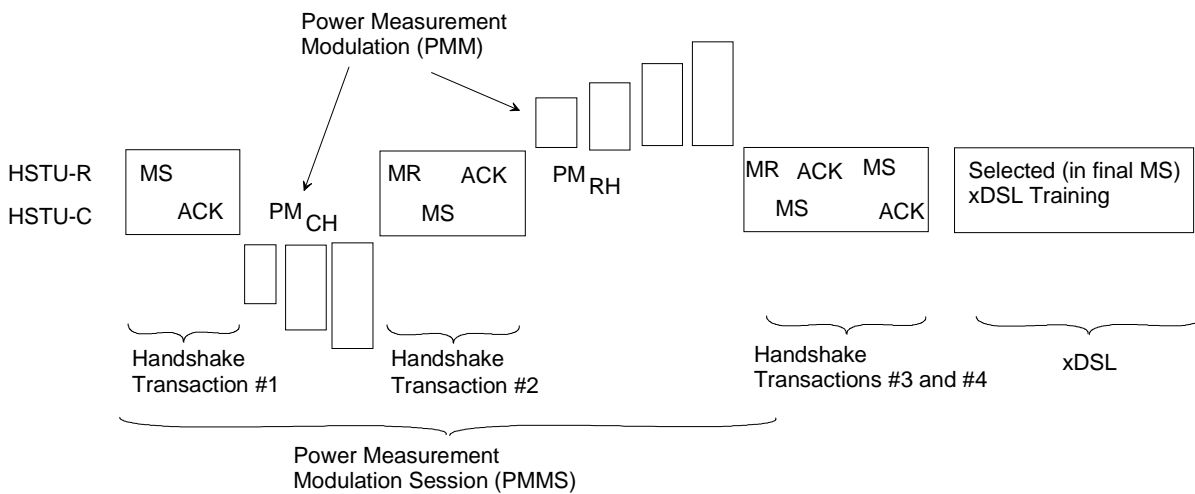 Power Measurement
Modulation (PMM)
HSTU-R
MS
MR ACK
PM RH
MR ACK MS
Selected (in final MS)
xDSL Training
HSTU-C
ACK
PM CH
MS
MS ACK
Handshake
Transaction #1
Handshake
Transaction #2
Handshake
Transactions #3 and #4
xDSL
Power Measurement
Modulation Session (PMMS)